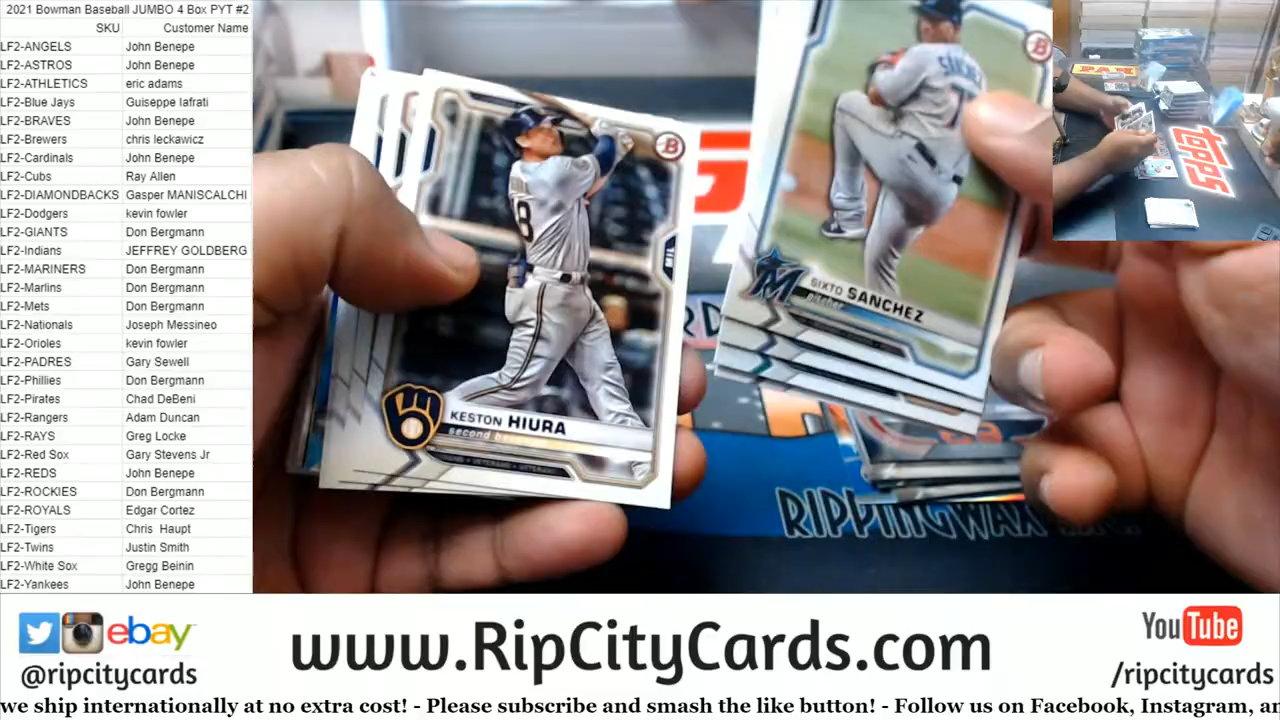 2021 Bowman Baseball JUMBO 4 Box PYT #2
SKU Customer Name
LF2-ANGELS John Benepe
LF2-ASTROS John Benepe
LF2-ATHLETICS eric adams
LF2-Blue Jays Guiseppe Iafrati
LF2-BRAVES John Benepe
LF2-Brewers chris leckawicz
LF2-Cardinals John Benepe
LF2-Cubs Ray Allen
LF2-DIAMONDBACKS Gasper MANISCALCHI
LF2-Dodgers kevin fowler
LF2-GIANTS Don Bergmann
LF2-Indians JEFFREY GOLDBERG
LF2-MARINERS Don Bergmann
LF2-Marlins Don Bergmann
LF2-Mets Don Bergmann
LF2-Nationals Joseph Messineo
LF2-Orioles kevin fowler
LF2-PADRES Gary Sewell
LF2-Phillies Don Bergmann
LF2-Pirates Chad DeBeni
LF2-Rangers Adam Duncan
LF2-RAYS Greg Locke
LF2-Red Sox Gary Stevens Jr
LF2-REDS John Benepe
LF2-ROCKIES Don Bergmann
LF2-ROYALS Edgar Cortez
LF2-Tigers Chris Haupt
LF2-Twins Justin Smith
LF2-White Sox Gregg Beinin
LF2-Yankees John Benepe
B
KESTON HIURA
second
B
SIXTO SANCHEZ
pitcher
RIPPINGWAX
topps
ebay
@ripcitycards
www.RipCityCards.com
YouTube
/ripcitycards
we ship internationally at no extra cost! - Please subscribe and smash the like button! - Follow us on Facebook, Instagram, an